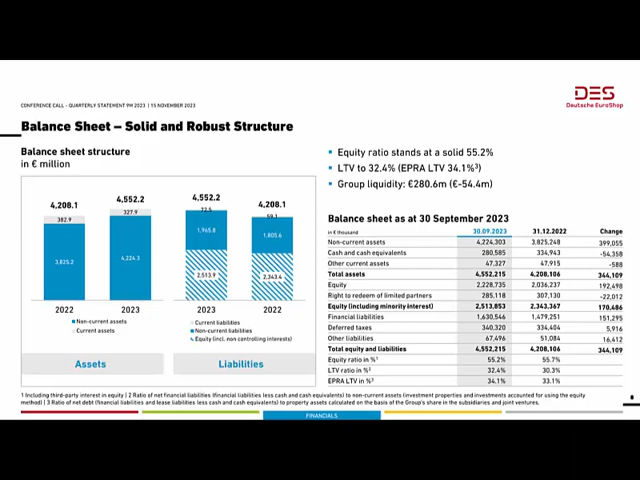 CONFERENCE CALL - QUARTERLY STATEMENT 9M 2023 | 15 NOVEMBER 2023
DES
Deutsche EuroShop
Balance Sheet – Solid and Robust Structure
Balance sheet structure
in € million
4,208.1 4,552.2 4,552.2 4,208.1
382.9 327.9 72.5 59.1
3,825.2 4,224.3 1,965.8 1,805.6
2,513.9 2,343.4
2022 2023 2023 2022
Non-current assets
Current assets
Current liabilities
Non-current liabilities
Equity (incl. non controlling interests)
Assets Liabilities
Equity ratio stands at a solid 55.2%
LTV to 32.4% (EPRA LTV 34.1%³)
Group liquidity: €280.6m (€-54.4m)
Balance sheet as at 30 September 2023
in € thousand 30.09.2023 31.12.2022 Change
Non-current assets 4,224,303 3,825,248 399,055
Cash and cash equivalents 280,585 334,943 -54,358
Other current assets 47,327 47,915 -588
Total assets 4,552,215 4,208,106 344,109
Equity 2,228,735 2,036,237 192,498
Right to redeem of limited partners 285,118 307,130 -22,012
Equity (including minority interest) 2,513,853 2,343,367 170,486
Financial liabilities 1,630,546 1,479,251 151,295
Deferred taxes 340,320 334,404 5,916
Other liabilities 67,496 51,084 16,412
Total equity and liabilities 4,552,215 4,208,106 344,109
Equity ratio in %¹ 55.2% 55.7%
LTV ratio in %² 32.4% 30.3%
EPRA LTV in %³ 34.1% 33.1%
1 Including third-party interest in equity | 2 Ratio of net financial liabilities (financial liabilities less cash and cash equivalents) to non-current assets (investment properties and investments accounted for using the equity
method) | 3 Ratio of net debt (financial liabilities and lease liabilities less cash and cash equivalents) to property assets calculated on the basis of the Group's share in the subsidiaries and joint ventures.
8
FINANCIALS